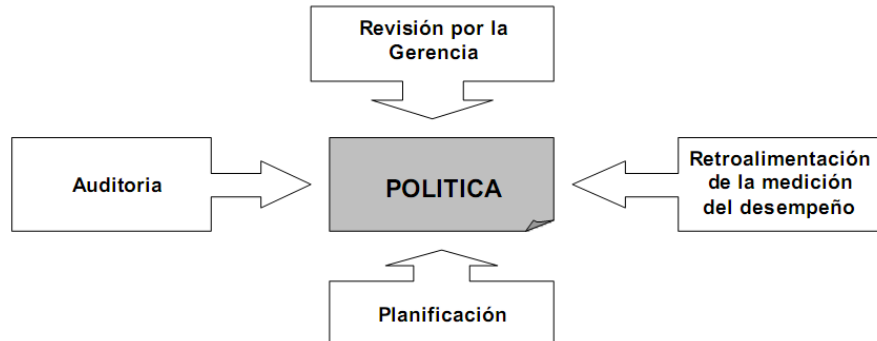 Revisión por la
Gerencia
Auditoria
POLITICA
Retroalimentación
de la medición
del desempeño
Planificación